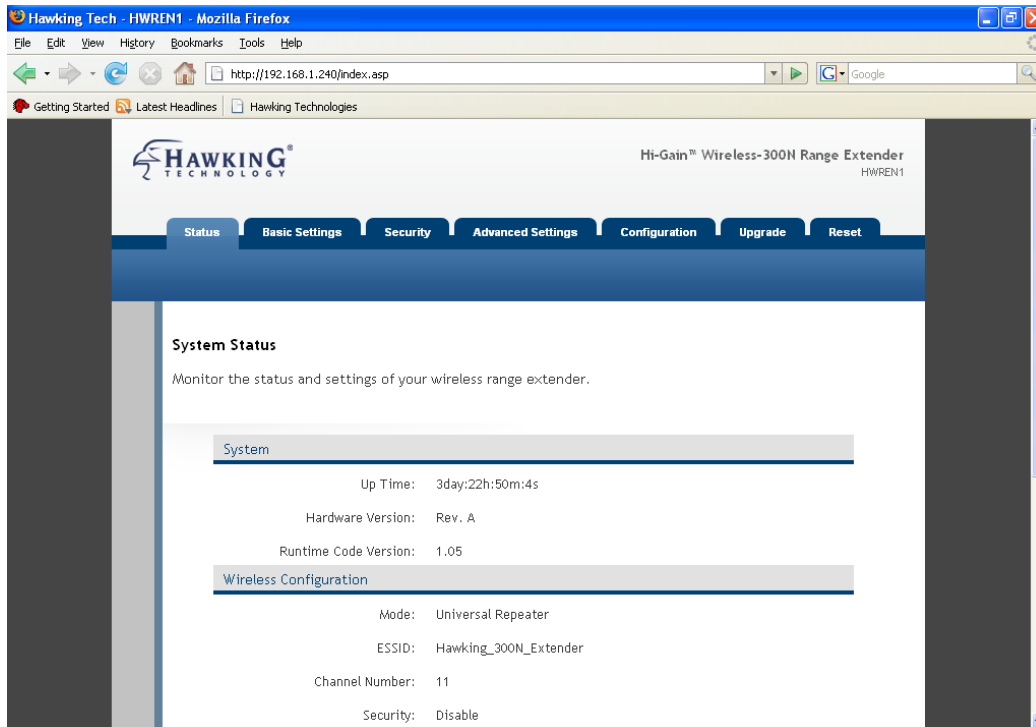 Hawking Tech - HWREN1 - Mozilla Firefox
File Edit View History Bookmarks Tools Help
http://192.168.1.240/index.asp
G Google
Getting Started Latest Headlines Hawking Technologies
HAWKING®
TECHNOLOGY
Hi-Gain™ Wireless-300N Range Extender
HWREN1
Status Basic Settings Security Advanced Settings Configuration Upgrade Reset
System Status
Monitor the status and settings of your wireless range extender.
System
Up Time: 3day:22h:50m:4s
Hardware Version: Rev. A
Runtime Code Version: 1.05
Wireless Configuration
Mode: Universal Repeater
ESSID: Hawking_300N_Extender
Channel Number: 11
Security: Disable